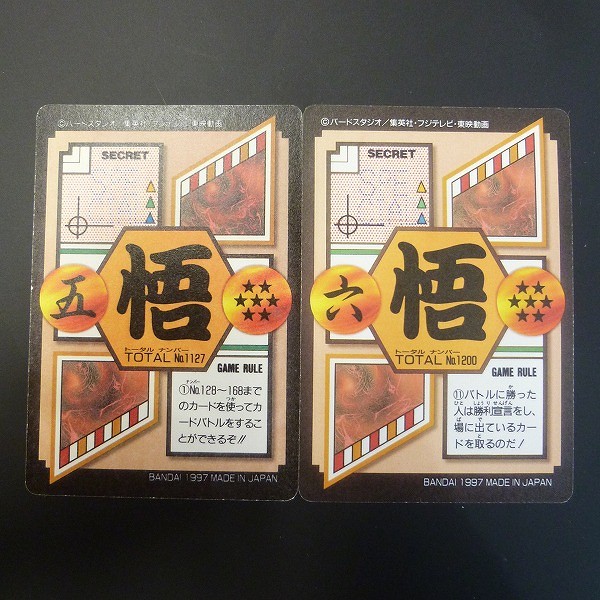 ©バードスタジオ/集英社・フジテレビ・東映動画
SECRET
五
悟
トータル ナンバー
TOTAL No.1127
GAME RULE
①No.128〜168まで
のカードを使ってカ
ードバトルをするこ
とができるぞ!!
BANDAI 1997 MADE IN JAPAN
©バードスタジオ/集英社・フジテレビ・東映動画
SECRET
六
悟
トータル ナンバー
TOTAL No.1200
GAME RULE
⑪バトルに勝った
人は勝利宣言をし、
場に出ているカー
ドを取るのだ!
BANDAI 1997 MADE IN JAPAN